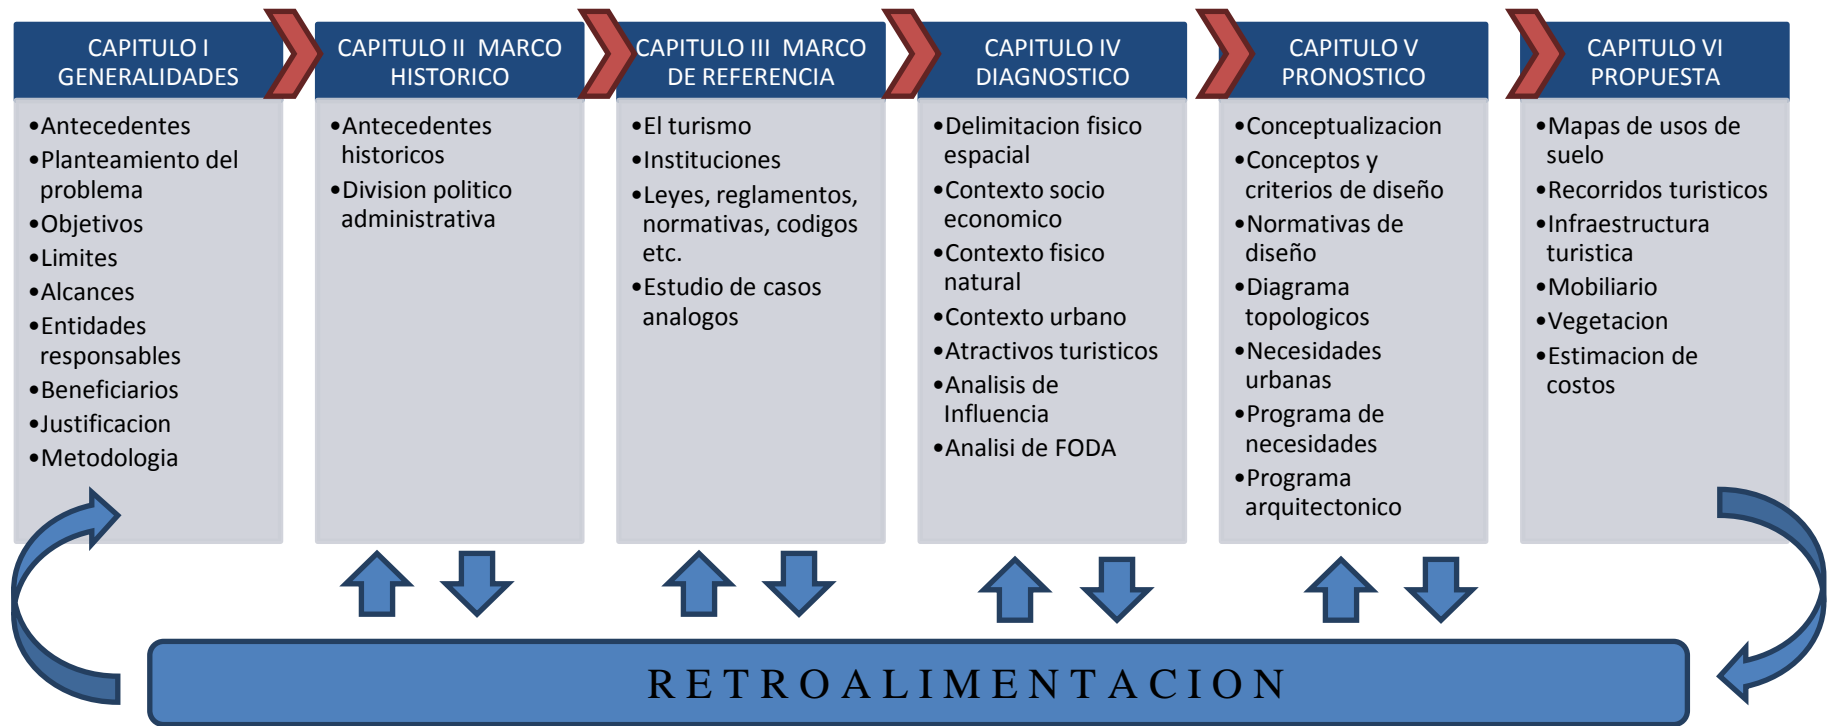 CAPITULO I
GENERALIDADES
•Antecedentes
•Planteamiento del
problema
•Objetivos
•Limites
•Alcances
•Entidades
responsables
•Beneficiarios
•Justificacion
•Metodologia
CAPITULO II MARCO
HISTORICO
•Antecedentes
historicos
•Division politico
administrativa
CAPITULO III MARCO
DE REFERENCIA
•El turismo
•Instituciones
•Leyes, reglamentos,
normativas, codigos
etc.
•Estudio de casos
analogos
CAPITULO IV
DIAGNOSTICO
•Delimitacion fisico
espacial
•Contexto socio
economico
•Contexto fisico
natural
•Contexto urbano
•Atractivos turisticos
•Analisis de
Influencia
•Analisi de FODA
CAPITULO V
PRONOSTICO
•Conceptualizacion
•Conceptos y
criterios de diseño
•Normativas de
diseño
•Diagrama
topologicos
•Necesidades
urbanas
•Programa de
necesidades
•Programa
arquitectonico
CAPITULO VI
PROPUESTA
•Mapas de usos de
suelo
•Recorridos turisticos
•Infraestructura
turistica
•Mobiliario
•Vegetacion
•Estimacion de
costos
R E T R O A L I M E N T A C I O N